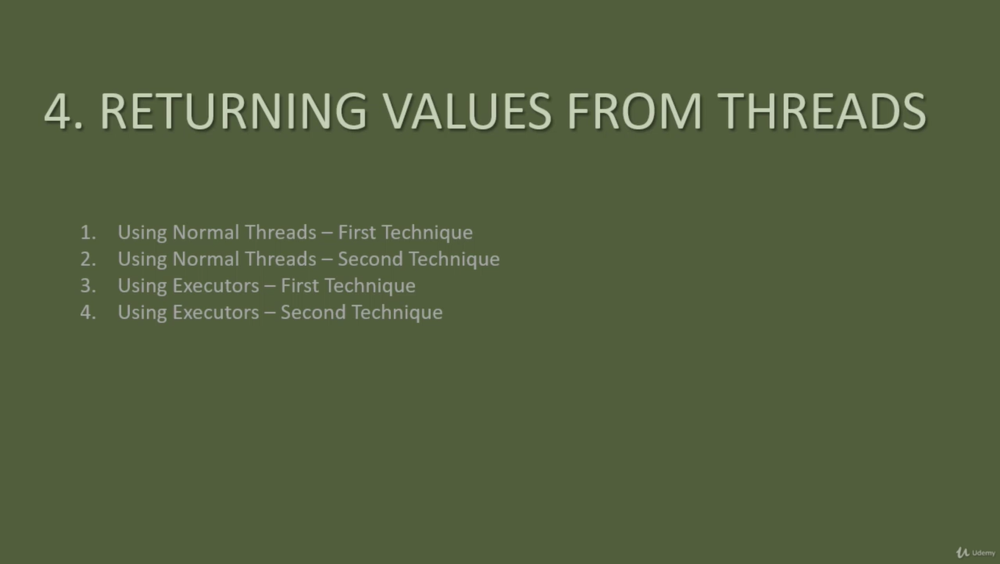 4. RETURNING VALUES FROM THREADS
1. Using Normal Threads – First Technique
2. Using Normal Threads – Second Technique
3. Using Executors – First Technique
4. Using Executors – Second Technique
Udemy